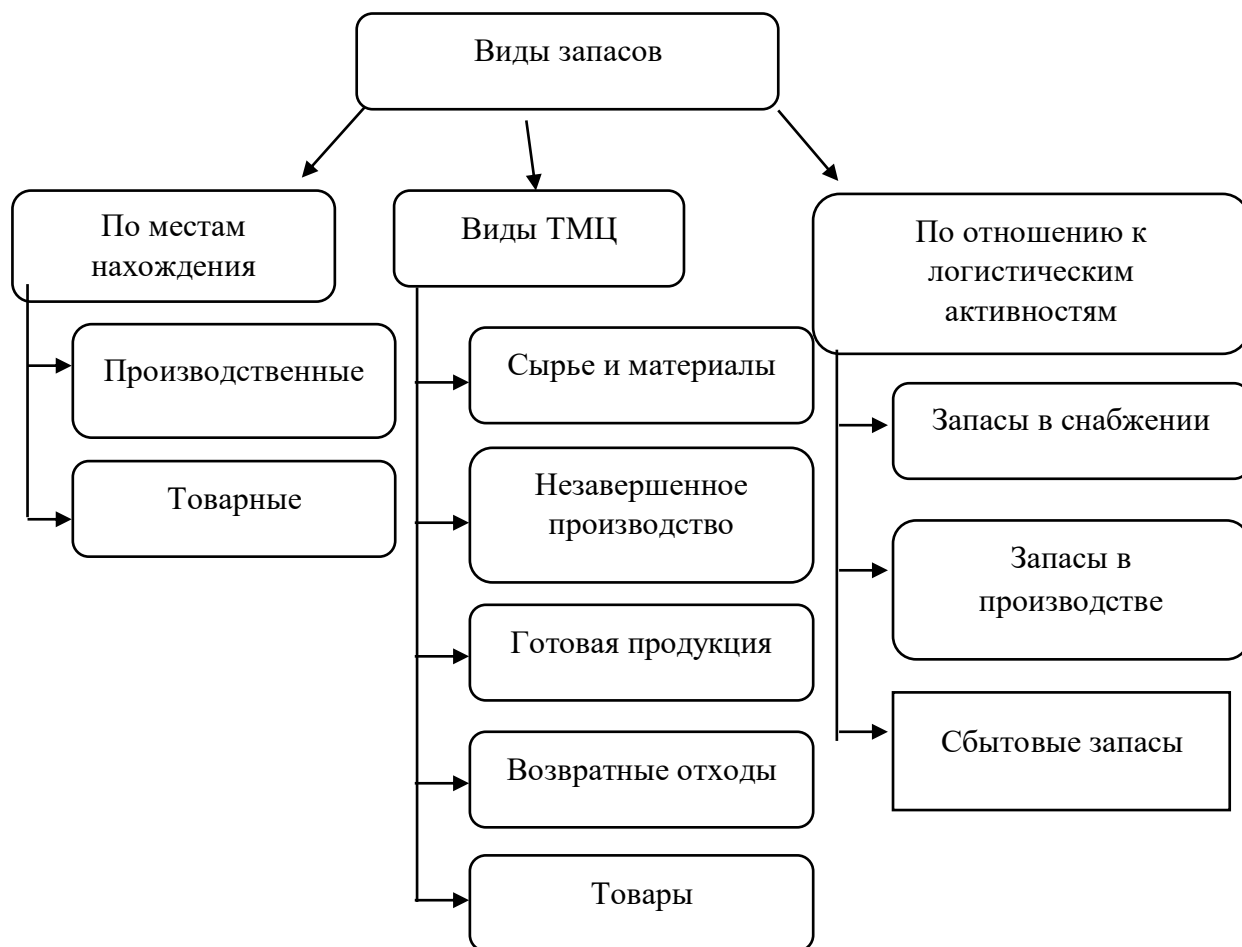 Виды запасов
По местам
нахождения
Производственные
Товарные
Виды ТМЦ
Сырье и материалы
Незавершенное
производство
Готовая продукция
Возвратные отходы
Товары
По отношению к
логистическим
активностям
Запасы в снабжении
Запасы в
производстве
Сбытовые запасы